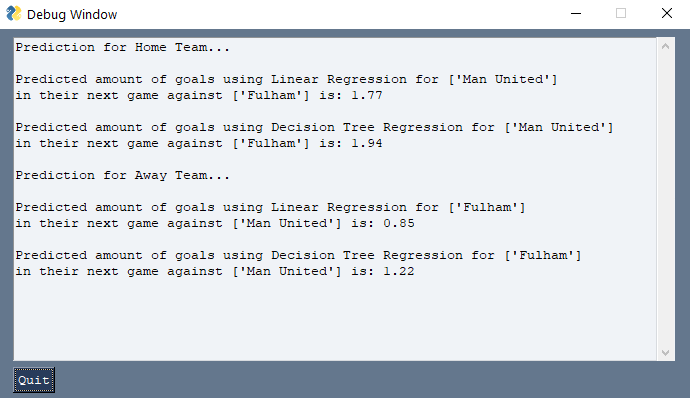 Debug Window
Prediction for Home Team...
Predicted amount of goals using Linear Regression for ['Man United']
in their next game against ['Fulham'] is: 1.77
Predicted amount of goals using Decision Tree Regression for ['Man United']
in their next game against ['Fulham'] is: 1.94
Prediction for Away Team...
Predicted amount of goals using Linear Regression for ['Fulham']
in their next game against ['Man United'] is: 0.85
Predicted amount of goals using Decision Tree Regression for ['Fulham']
in their next game against ['Man United'] is: 1.22
Quit